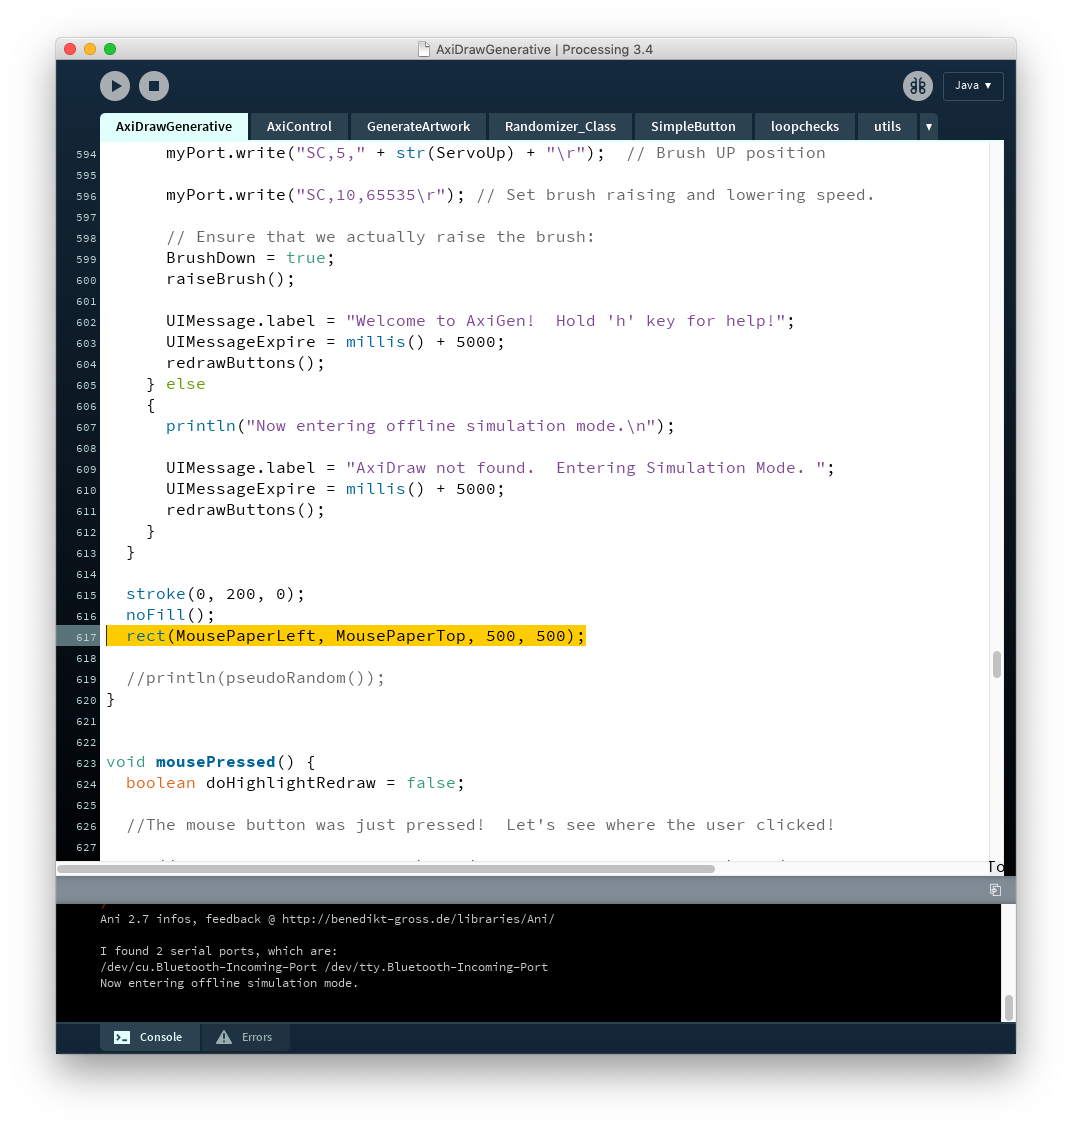 AxiDrawGenerative | Processing 3.4
Java ▼
AxiDrawGenerative AxiControl GenerateArtwork Randomizer_Class SimpleButton loopchecks utils ▼
594 myPort.write("SC,5," + str(ServoUp) + "\r");  // Brush UP position
595
596 myPort.write("SC,10,65535\r"); // Set brush raising and lowering speed.
597
598 // Ensure that we actually raise the brush:
599 BrushDown = true;
600 raiseBrush();
601
602 UIMessage.label = "Welcome to AxiGen!  Hold 'h' key for help!";
603 UIMessageExpire = millis() + 5000;
604 redrawButtons();
605 } else
606 {
607 println("Now entering offline simulation mode.\n");
608
609 UIMessage.label = "AxiDraw not found.  Entering Simulation Mode. ";
610 UIMessageExpire = millis() + 5000;
611 redrawButtons();
612 }
613 }
614
615 stroke(0, 200, 0);
616 noFill();
617 rect(MousePaperLeft, MousePaperTop, 500, 500);
618
619 //println(pseudoRandom());
620 }
621
622
623 void mousePressed() {
624 boolean doHighlightRedraw = false;
625
626 //The mouse button was just pressed!  Let's see where the user clicked!
627
To
Ani 2.7 infos, feedback @ http://benedikt-gross.de/libraries/Ani/
I found 2 serial ports, which are:
/dev/cu.Bluetooth-Incoming-Port /dev/tty.Bluetooth-Incoming-Port
Now entering offline simulation mode.
Console Errors